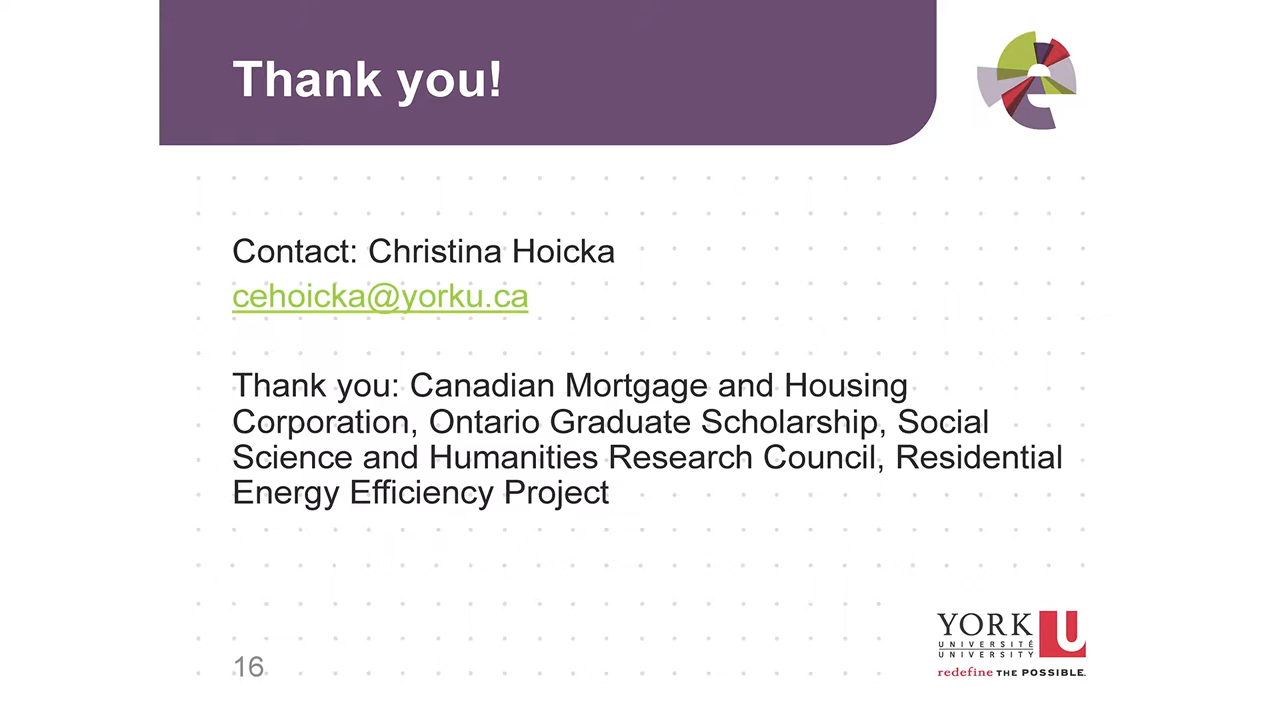 Thank you!
Contact: Christina Hoicka
cehoicka@yorku.ca
Thank you: Canadian Mortgage and Housing
Corporation, Ontario Graduate Scholarship, Social
Science and Humanities Research Council, Residential
Energy Efficiency Project
16
YORK U
UNIVERSITÉ
UNIVERSITY
redefine THE POSSIBLE.